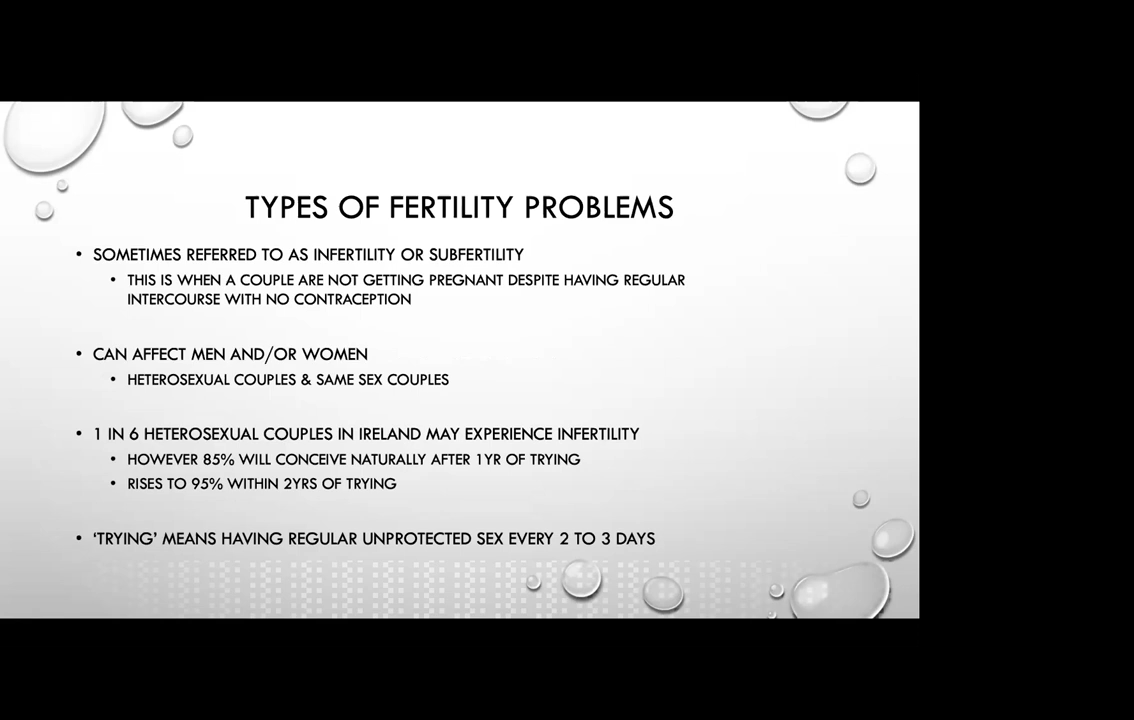 TYPES OF FERTILITY PROBLEMS
• SOMETIMES REFERRED TO AS INFERTILITY OR SUBFERTILITY
• THIS IS WHEN A COUPLE ARE NOT GETTING PREGNANT DESPITE HAVING REGULAR
INTERCOURSE WITH NO CONTRACEPTION
• CAN AFFECT MEN AND/OR WOMEN
• HETEROSEXUAL COUPLES & SAME SEX COUPLES
• 1 IN 6 HETEROSEXUAL COUPLES IN IRELAND MAY EXPERIENCE INFERTILITY
• HOWEVER 85% WILL CONCEIVE NATURALLY AFTER 1YR OF TRYING
• RISES TO 95% WITHIN 2YRS OF TRYING
• ‘TRYING’ MEANS HAVING REGULAR UNPROTECTED SEX EVERY 2 TO 3 DAYS